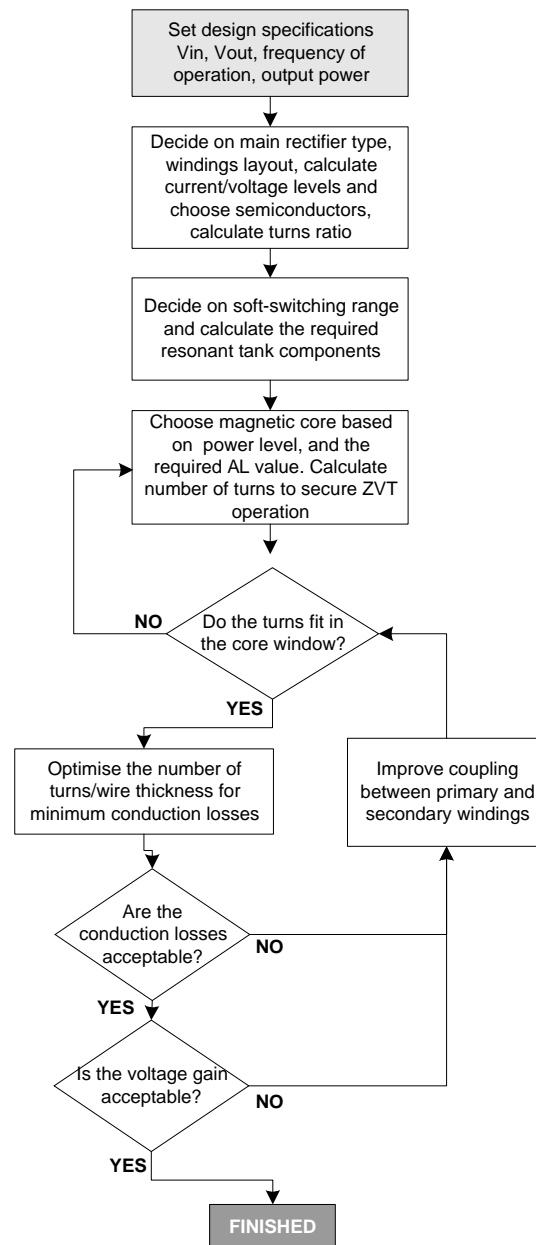 Set design specifications
Vin, Vout, frequency of
operation, output power
Decide on main rectifier type,
windings layout, calculate
current/voltage levels and
choose semiconductors,
calculate turns ratio
Decide on soft-switching range
and calculate the required
resonant tank components
Choose magnetic core based
on power level, and the
required AL value. Calculate
number of turns to secure ZVT
operation
Do the turns fit in
the core window?
NO
YES
Optimise the number of
turns/wire thickness for
minimum conduction losses
Improve coupling
between primary and
secondary windings
Are the
conduction losses
acceptable?
NO
YES
Is the voltage gain
acceptable?
NO
YES
FINISHED